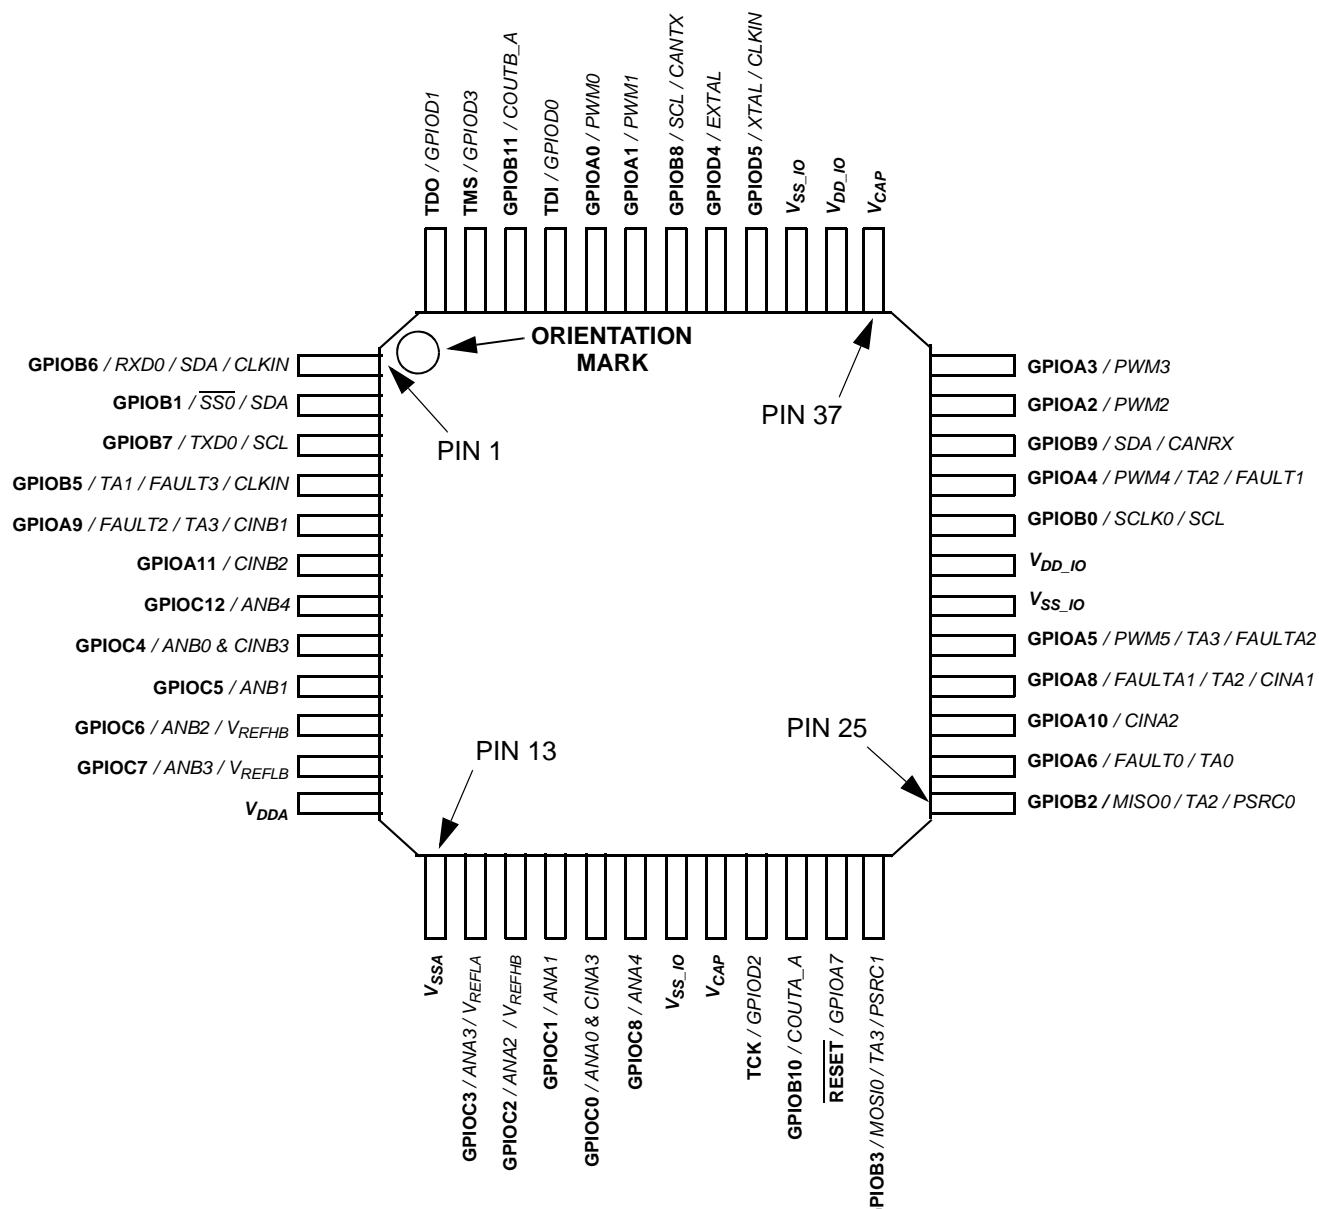 TDO / GPIOD1
TMS / GPIOD3
GPIOB11 / COUTB_A
TDI / GPIOD0
GPIOA0 / PWM0
GPIOA1 / PWM1
GPIOB8 / SCL / CANTX
GPIOD4 / EXTAL
GPIOD5 / XTAL / CLKIN
VSS_IO
VDD_IO
VCAP
ORIENTATION
MARK
PIN 1
PIN 37
GPIOB6 / RXD0 / SDA / CLKIN
GPIOB1 / SS0 / SDA
GPIOB7 / TXD0 / SCL
GPIOB5 / TA1 / FAULT3 / CLKIN
GPIOA9 / FAULT2 / TA3 / CINB1
GPIOA11 / CINB2
GPIOC12 / ANB4
GPIOC4 / ANB0 & CINB3
GPIOC5 / ANB1
GPIOC6 / ANB2 / VREFHB
GPIOC7 / ANB3 / VREFLB
VDDA
GPIOA3 / PWM3
GPIOA2 / PWM2
GPIOB9 / SDA / CANRX
GPIOA4 / PWM4 / TA2 / FAULT1
GPIOB0 / SCLK0 / SCL
VDD_IO
VSS_IO
GPIOA5 / PWM5 / TA3 / FAULTA2
GPIOA8 / FAULTA1 / TA2 / CINA1
GPIOA10 / CINA2
GPIOA6 / FAULT0 / TA0
GPIOB2 / MISO0 / TA2 / PSRC0
PIN 13
PIN 25
VSSA
GPIOC3 / ANA3 / VREFLA
GPIOC2 / ANA2 / VREFHB
GPIOC1 / ANA1
GPIOC0 / ANA0 & CINA3
GPIOC8 / ANA4
VSS_IO
VCAP
TCK / GPIOD2
GPIOB10 / COUTA_A
RESET / GPIOA7
PIOB3 / MOSI0 / TA3 / PSRC1